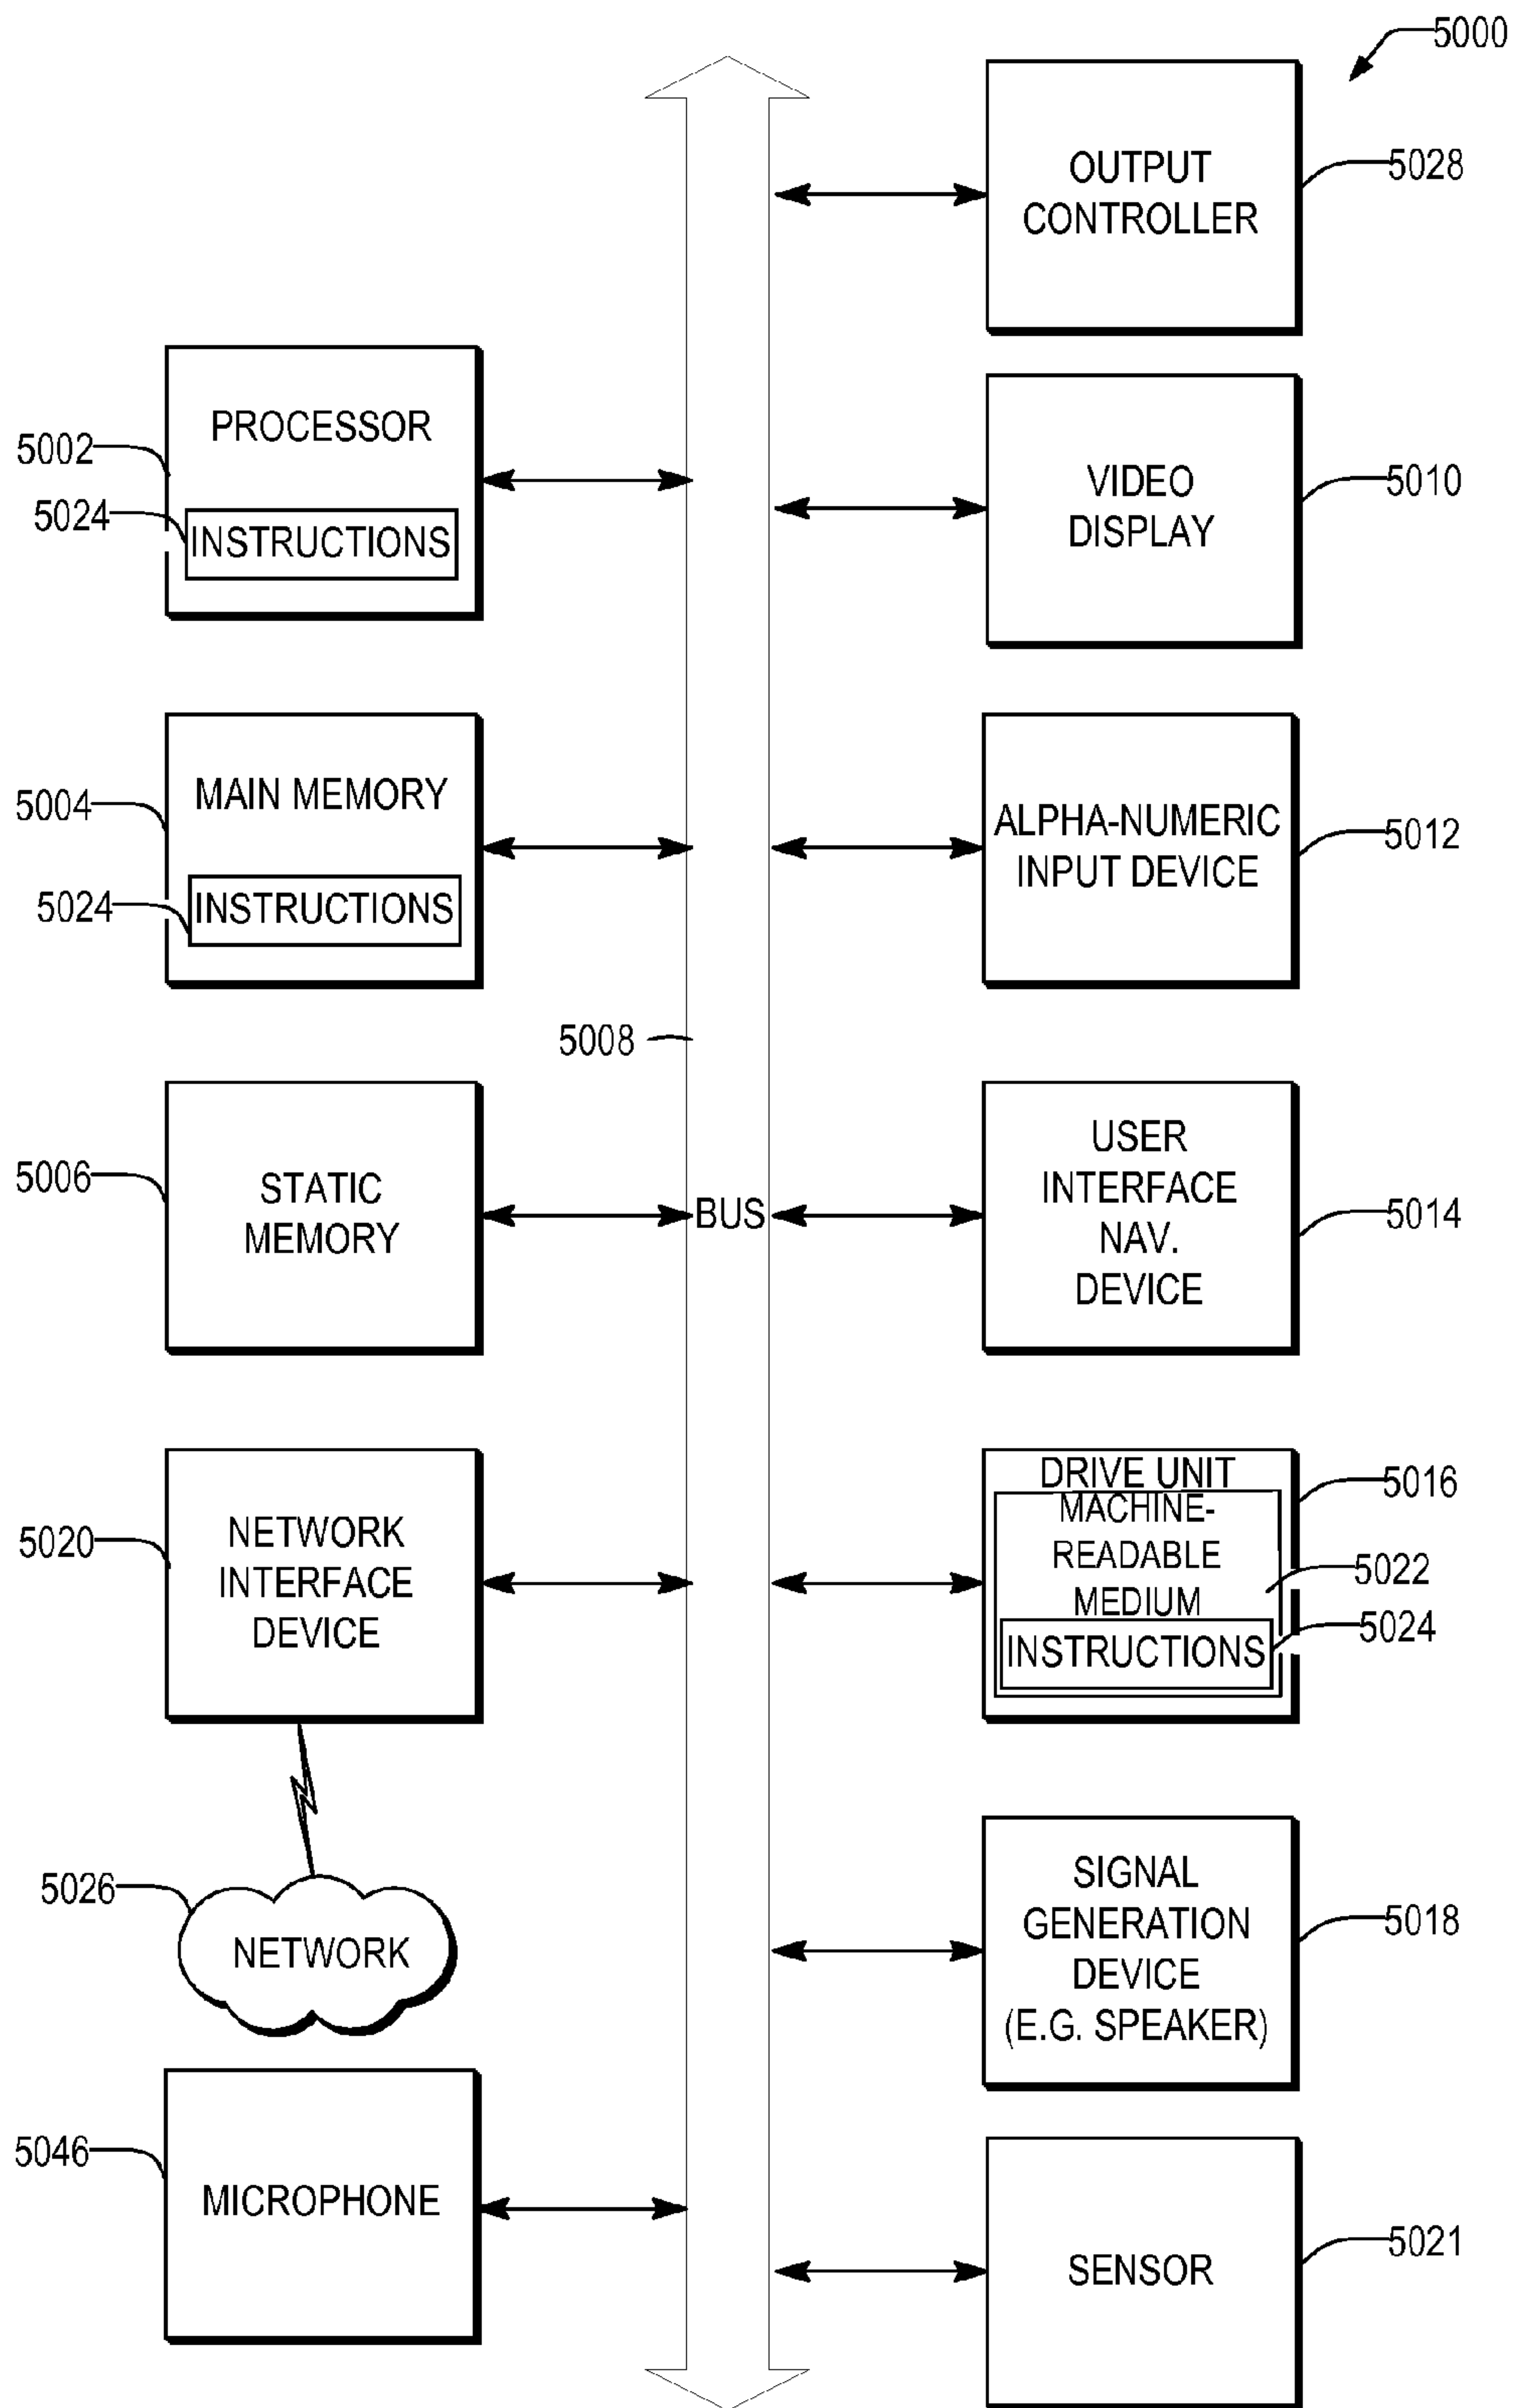 5000
OUTPUT
CONTROLLER
5028
PROCESSOR
5002
5024
INSTRUCTIONS
VIDEO
DISPLAY
5010
MAIN MEMORY
5004
5024
INSTRUCTIONS
ALPHA-NUMERIC
INPUT DEVICE
5012
5008
STATIC
MEMORY
5006
BUS
USER
INTERFACE
NAV.
DEVICE
5014
NETWORK
INTERFACE
DEVICE
5020
DRIVE UNIT
MACHINE-
READABLE
MEDIUM
INSTRUCTIONS
5016
5022
5024
5026
NETWORK
SIGNAL
GENERATION
DEVICE
(E.G. SPEAKER)
5018
5046
MICROPHONE
SENSOR
5021